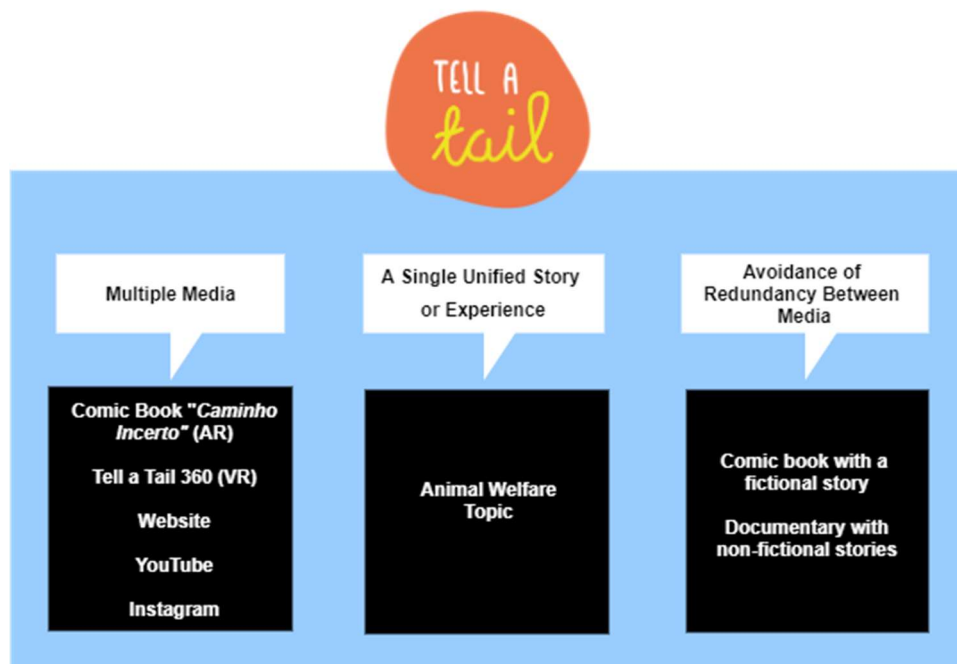 TELL A
tail
Multiple Media
A Single Unified Story
or Experience
Avoidance of
Redundancy Between
Media
Comic Book "Caminho
Incerto" (AR)
Tell a Tail 360 (VR)
Website
YouTube
Instagram
Animal Welfare
Topic
Comic book with a
fictional story
Documentary with
non-fictional stories